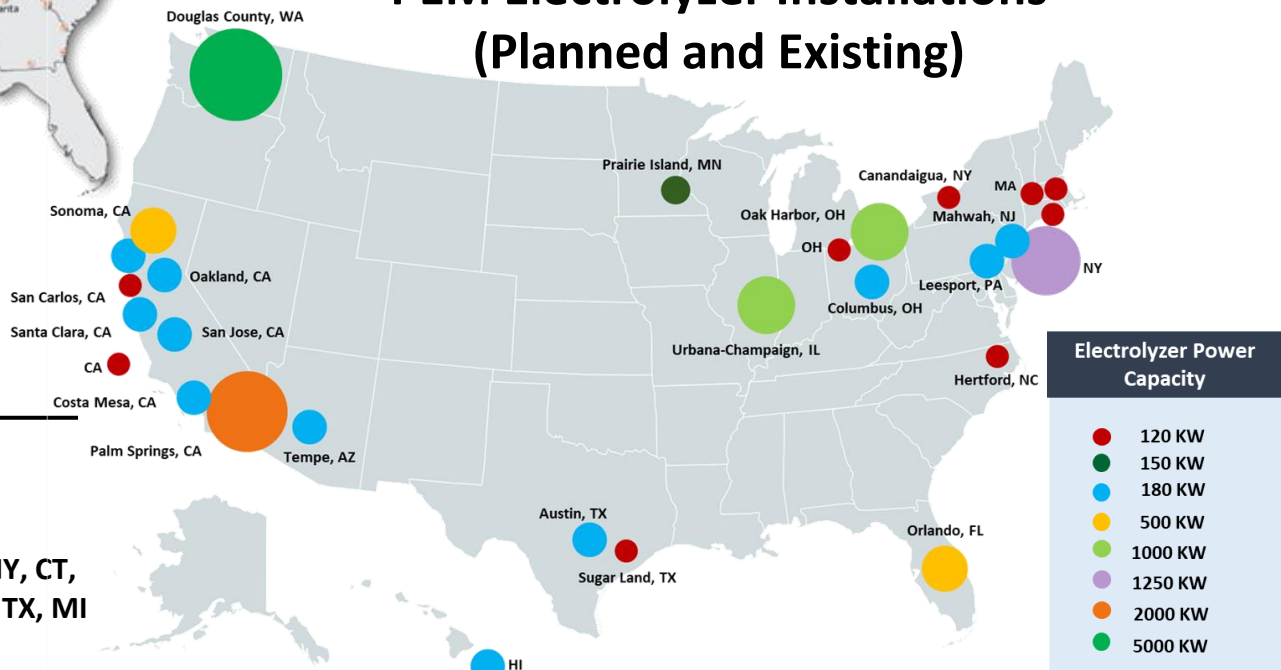 (Planned and Existing)
Douglas County, WA
Prairie Island, MN
Canandaigua, NY
MA
Sonoma, CA
Oak Harbor, OH
Mahwah, NJ
OH
Oakland, CA
NY
San Carlos, CA
Leesport, PA
Columbus, OH
Santa Clara, CA
San Jose, CA
Urbana-Champaign, IL
CA
Hertford, NC
Costa Mesa, CA
Palm Springs, CA
Tempe, AZ
Austin, TX
Orlando, FL
Sugar Land, TX
CT,
TX, MI
HI
Electrolyzer Power
Capacity
120 KW
150 KW
180 KW
500 KW
1000 KW
1250 KW
2000 KW
5000 KW